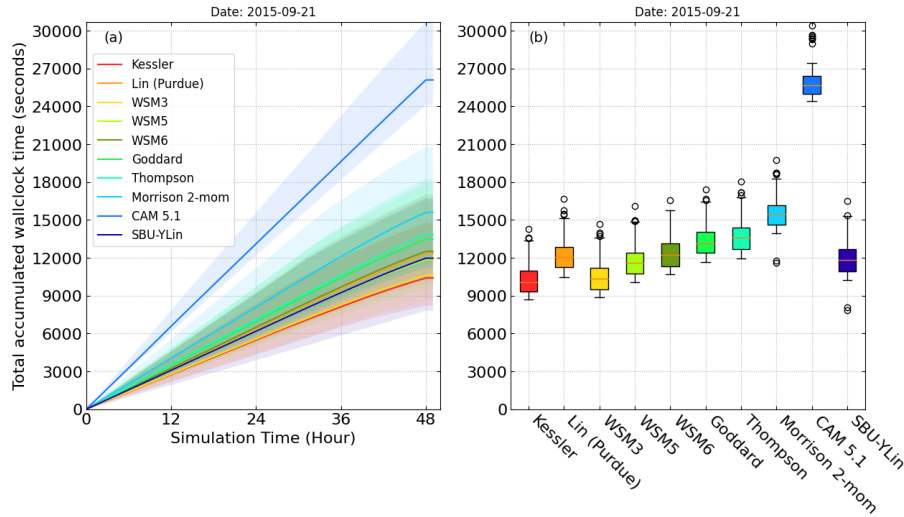 Date: 2015-09-21
(a)
Total accumulated wallclock time (seconds)
30000
27000
24000
21000
18000
15000
12000
9000
6000
3000
0
Kessler
Lin (Purdue)
WSM3
WSM5
WSM6
Goddard
Thompson
Morrison 2-mom
CAM 5.1
SBU-YLin
0
12
24
36
48
Simulation Time (Hour)
Date: 2015-09-21
(b)
30000
27000
24000
21000
18000
15000
12000
9000
6000
3000
0
Kessler
Lin (Purdue)
WSM3
WSM5
WSM6
Goddard
Thompson
Morrison 2-mom
CAM 5.1
SBU-YLin